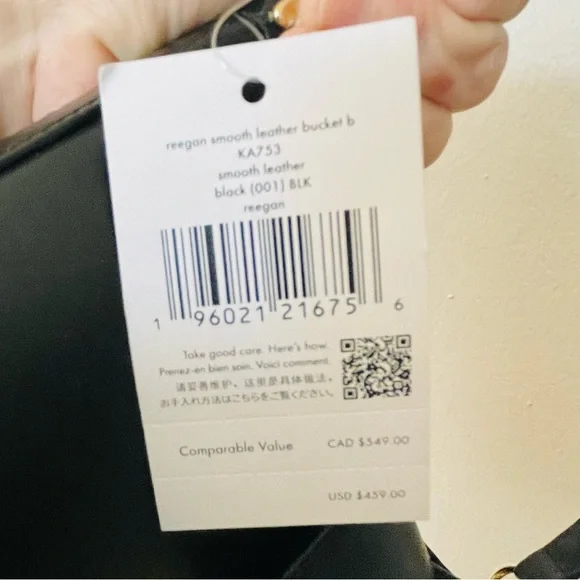 reegan smooth leather bucket b
KA753
smooth leather
black (001) BLK
reegan
1 96021 21675 6
Take good care. Here's how.
Prenez-en bien soin. Voici comment.
请妥善维护。这里是具体做法。
お手入れ方法はこちらをご覧ください。
Comparable Value CAD $549.00
USD $459.00